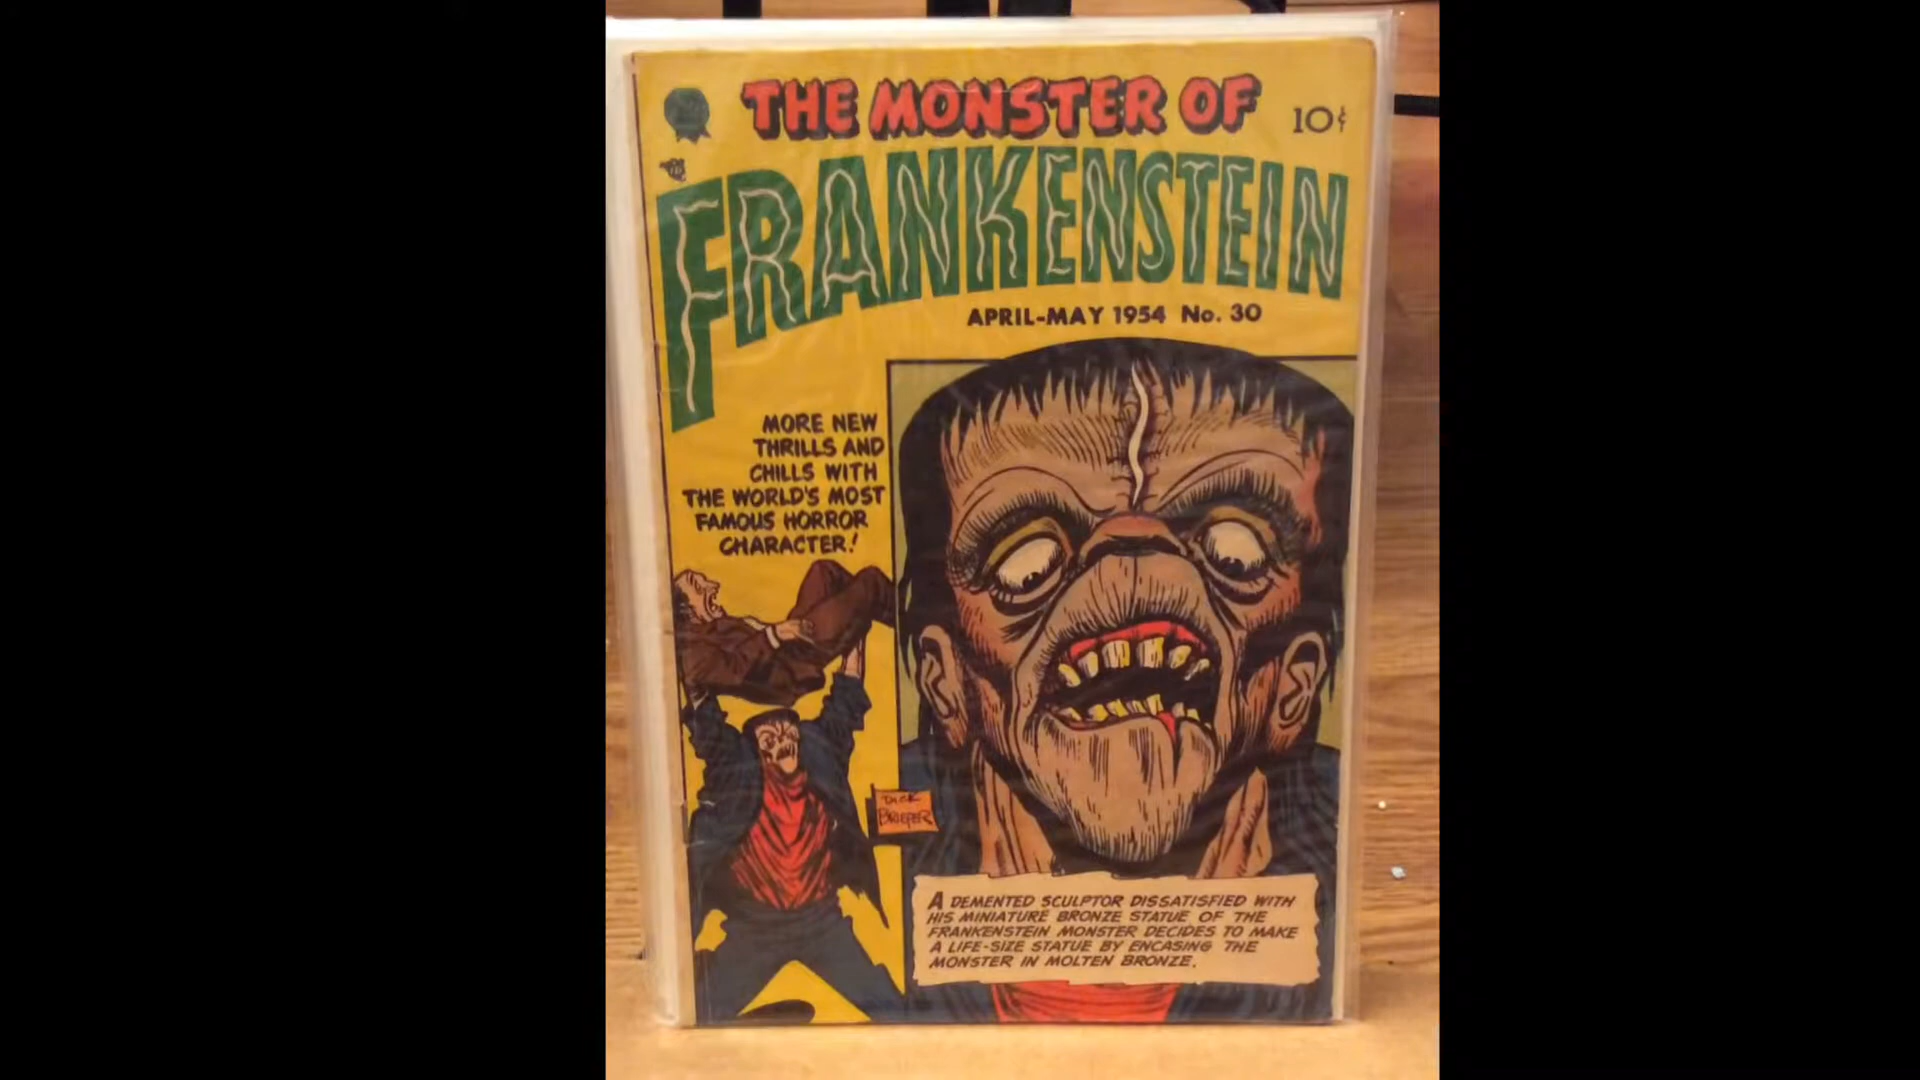 THE MONSTER OF
10¢
FRANKENSTEIN
APRIL-MAY 1954 No. 30
MORE NEW
THRILLS AND
CHILLS WITH
THE WORLD'S MOST
FAMOUS HORROR
CHARACTER!
DICK
BRIEFER
A DEMENTED SCULPTOR DISSATISFIED WITH
HIS MINIATURE BRONZE STATUE OF THE
FRANKENSTEIN MONSTER DECIDES TO MAKE
A LIFE-SIZE STATUE BY ENCASING THE
MONSTER IN MOLTEN BRONZE.